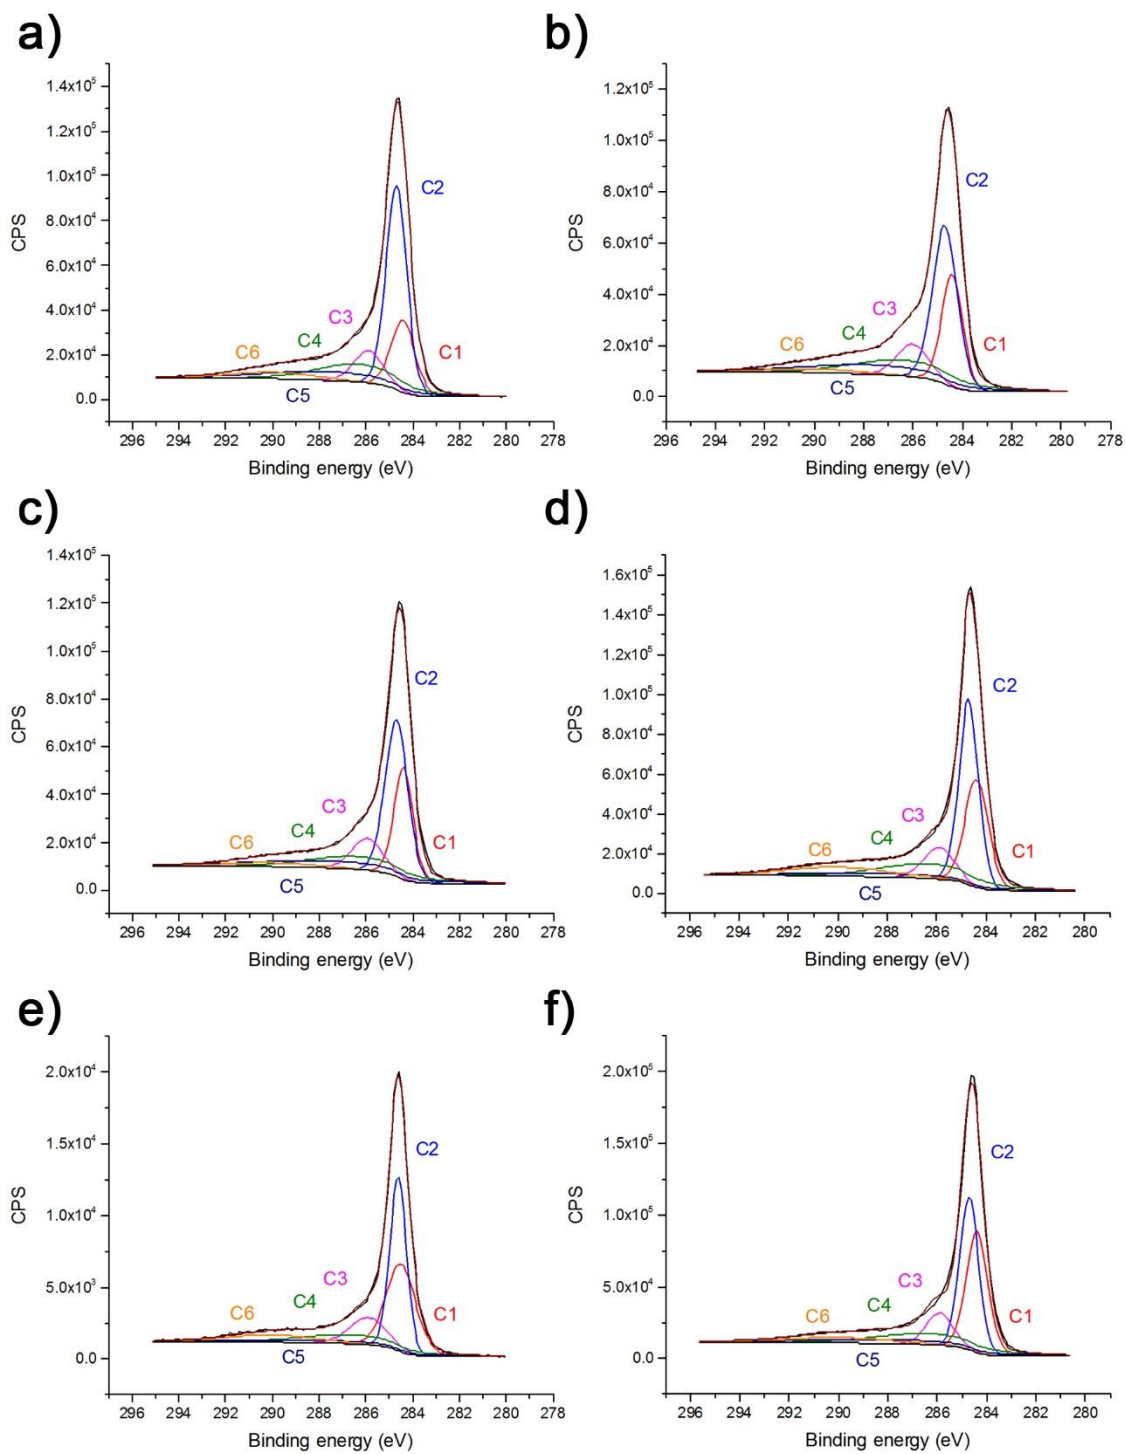 a)
1.4x10⁵
1.2x10⁵
1.0x10⁵
8.0x10⁴
6.0x10⁴
4.0x10⁴
2.0x10⁴
0.0
CPS
C2
C3
C4
C6
C1
C5
296 294 292 290 288 286 284 282 280
Binding energy (eV)
b)
1.2x10⁵
1.0x10⁵
8.0x10⁴
6.0x10⁴
4.0x10⁴
2.0x10⁴
0.0
CPS
C2
C3
C4
C6
C1
C5
296 294 292 290 288 286 284 282 280 278
Binding energy (eV)
c)
1.4x10⁵
1.2x10⁵
1.0x10⁵
8.0x10⁴
6.0x10⁴
4.0x10⁴
2.0x10⁴
0.0
CPS
C2
C3
C4
C6
C1
C5
296 294 292 290 288 286 284 282 280 278
Binding energy (eV)
d)
1.6x10⁵
1.4x10⁵
1.2x10⁵
1.0x10⁵
8.0x10⁴
6.0x10⁴
4.0x10⁴
2.0x10⁴
0.0
CPS
C2
C3
C4
C6
C1
C5
296 294 292 290 288 286 284 282 280
Binding energy (eV)
e)
2.0x10⁴
1.5x10⁴
1.0x10⁴
5.0x10³
0.0
CPS
C2
C3
C4
C6
C1
C5
296 294 292 290 288 286 284 282 280 278
Binding energy (eV)
f)
2.0x10⁵
1.5x10⁵
1.0x10⁵
5.0x10⁴
0.0
CPS
C2
C3
C4
C6
C1
C5
296 294 292 290 288 286 284 282 280
Binding energy (eV)